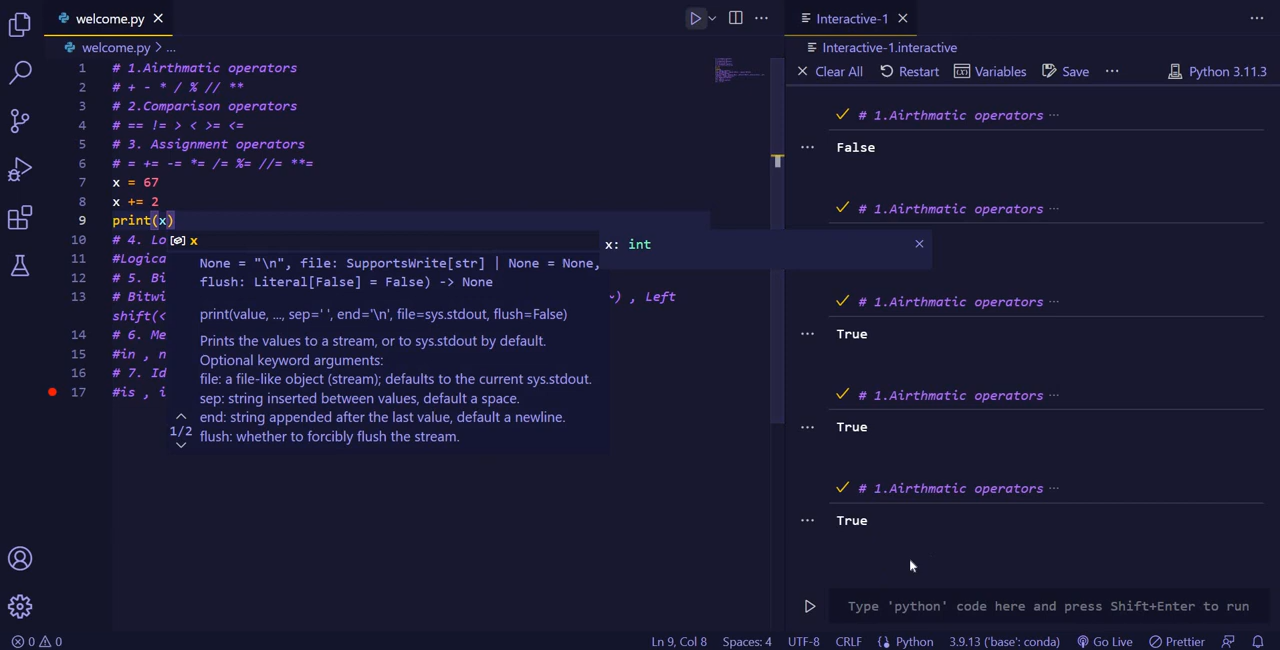 welcome.py
Interactive-1
welcome.py > ...
Interactive-1.interactive
Clear All Restart Variables Save ... Python 3.11.3
1 # 1.Airthmatic operators
2 # + - * / % // **
3 # 2.Comparison operators
4 # == != > < >= <=
5 # 3. Assignment operators
6 # = += -= *= /= %= //= **=
7 x = 67
8 x += 2
9 print(x)
10 # 4. Lo
11 #Logica
12 # 5. Bi
13 # Bitwi ~) , Left
shift(<
14 # 6. Me
15 #in , n
16 # 7. Id
17 #is , i
x
x: int
None = "\n", file: SupportsWrite[str] | None = None,
flush: Literal[False] = False) -> None
print(value, ..., sep=' ', end='\n', file=sys.stdout, flush=False)
Prints the values to a stream, or to sys.stdout by default.
Optional keyword arguments:
file: a file-like object (stream); defaults to the current sys.stdout.
sep: string inserted between values, default a space.
end: string appended after the last value, default a newline.
1/2
flush: whether to forcibly flush the stream.
# 1.Airthmatic operators ...
False
# 1.Airthmatic operators ...
# 1.Airthmatic operators ...
True
# 1.Airthmatic operators ...
True
# 1.Airthmatic operators ...
True
Type 'python' code here and press Shift+Enter to run
0 0 Ln 9, Col 8 Spaces: 4 UTF-8 CRLF Python 3.9.13 ('base': conda) Go Live Prettier